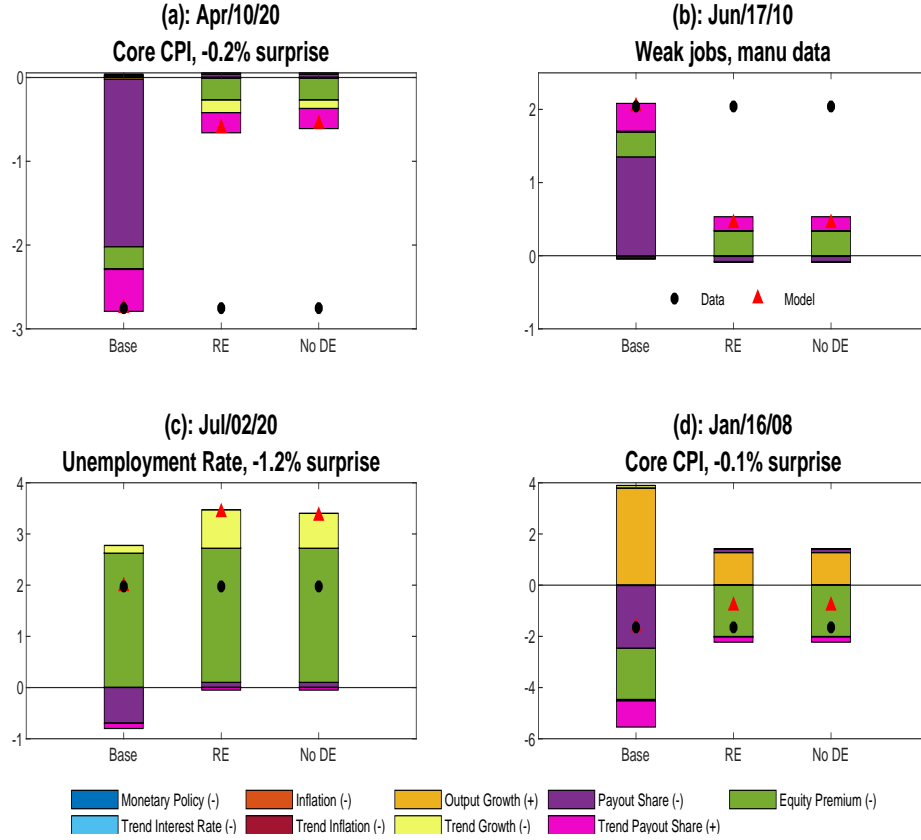 (a): Apr/10/20
Core CPI, -0.2% surprise
0
-1
-2
-3
Base RE No DE
(b): Jun/17/10
Weak jobs, manu data
2
1
0
-1
Data Model
Base RE No DE
(c): Jul/02/20
Unemployment Rate, -1.2% surprise
4
3
2
1
0
-1
Base RE No DE
(d): Jan/16/08
Core CPI, -0.1% surprise
4
2
0
-2
-4
-6
Base RE No DE
Monetary Policy (-) Inflation (-) Output Growth (+) Payout Share (-) Equity Premium (-)
Trend Interest Rate (-) Trend Inflation (-) Trend Growth (-) Trend Payout Share (+)